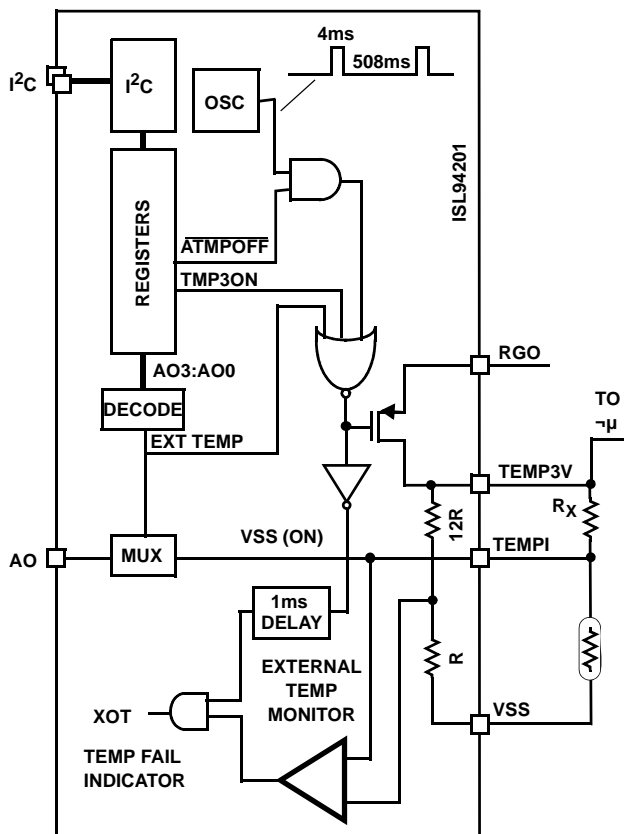 4ms
508ms
I²C
I²C
OSC
ISL94201
REGISTERS
ATMPOFF
TMP3ON
RGO
AO3:AO0
TO
¬µ
DECODE
EXT TEMP
TEMP3V
RX
12R
VSS (ON)
AO
MUX
TEMPI
1ms
DELAY
R
EXTERNAL
TEMP
MONITOR
XOT
VSS
TEMP FAIL
INDICATOR